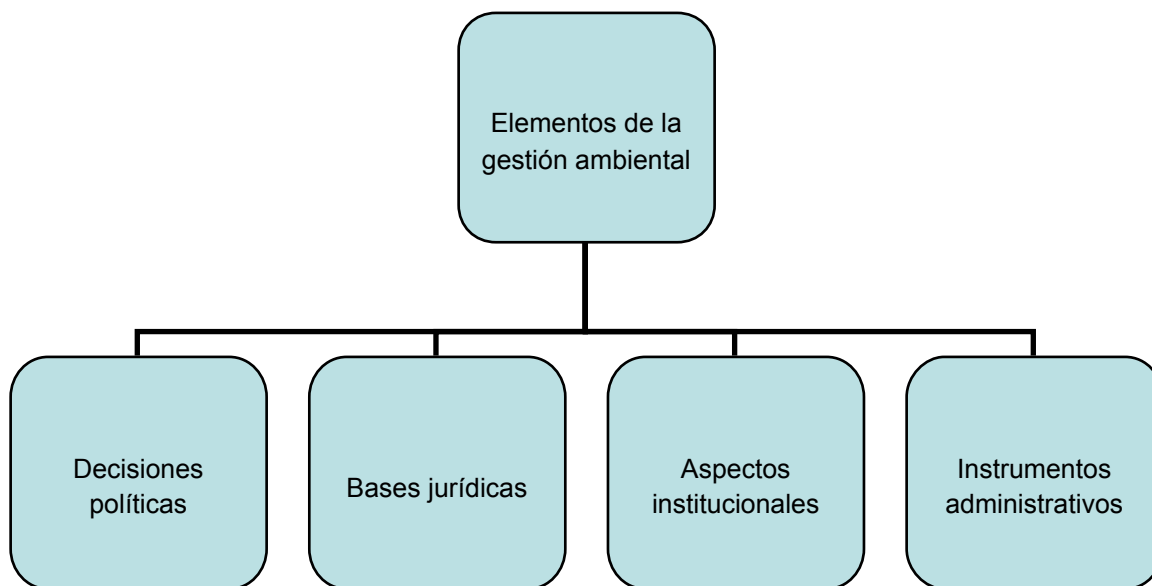 Elementos de la
gestión ambiental
Decisiones
políticas
Bases jurídicas
Aspectos
institucionales
Instrumentos
administrativos